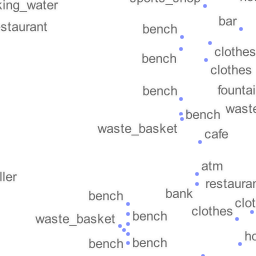 king_water
sports_shop
bar
restaurant
bench
clothes
bench
clothes
bench
fountai
waste
bench
waste_basket
cafe
atm
ller
restaurant
bank
bench
clot
clothes
waste_basket
bench
bench
bench
ho